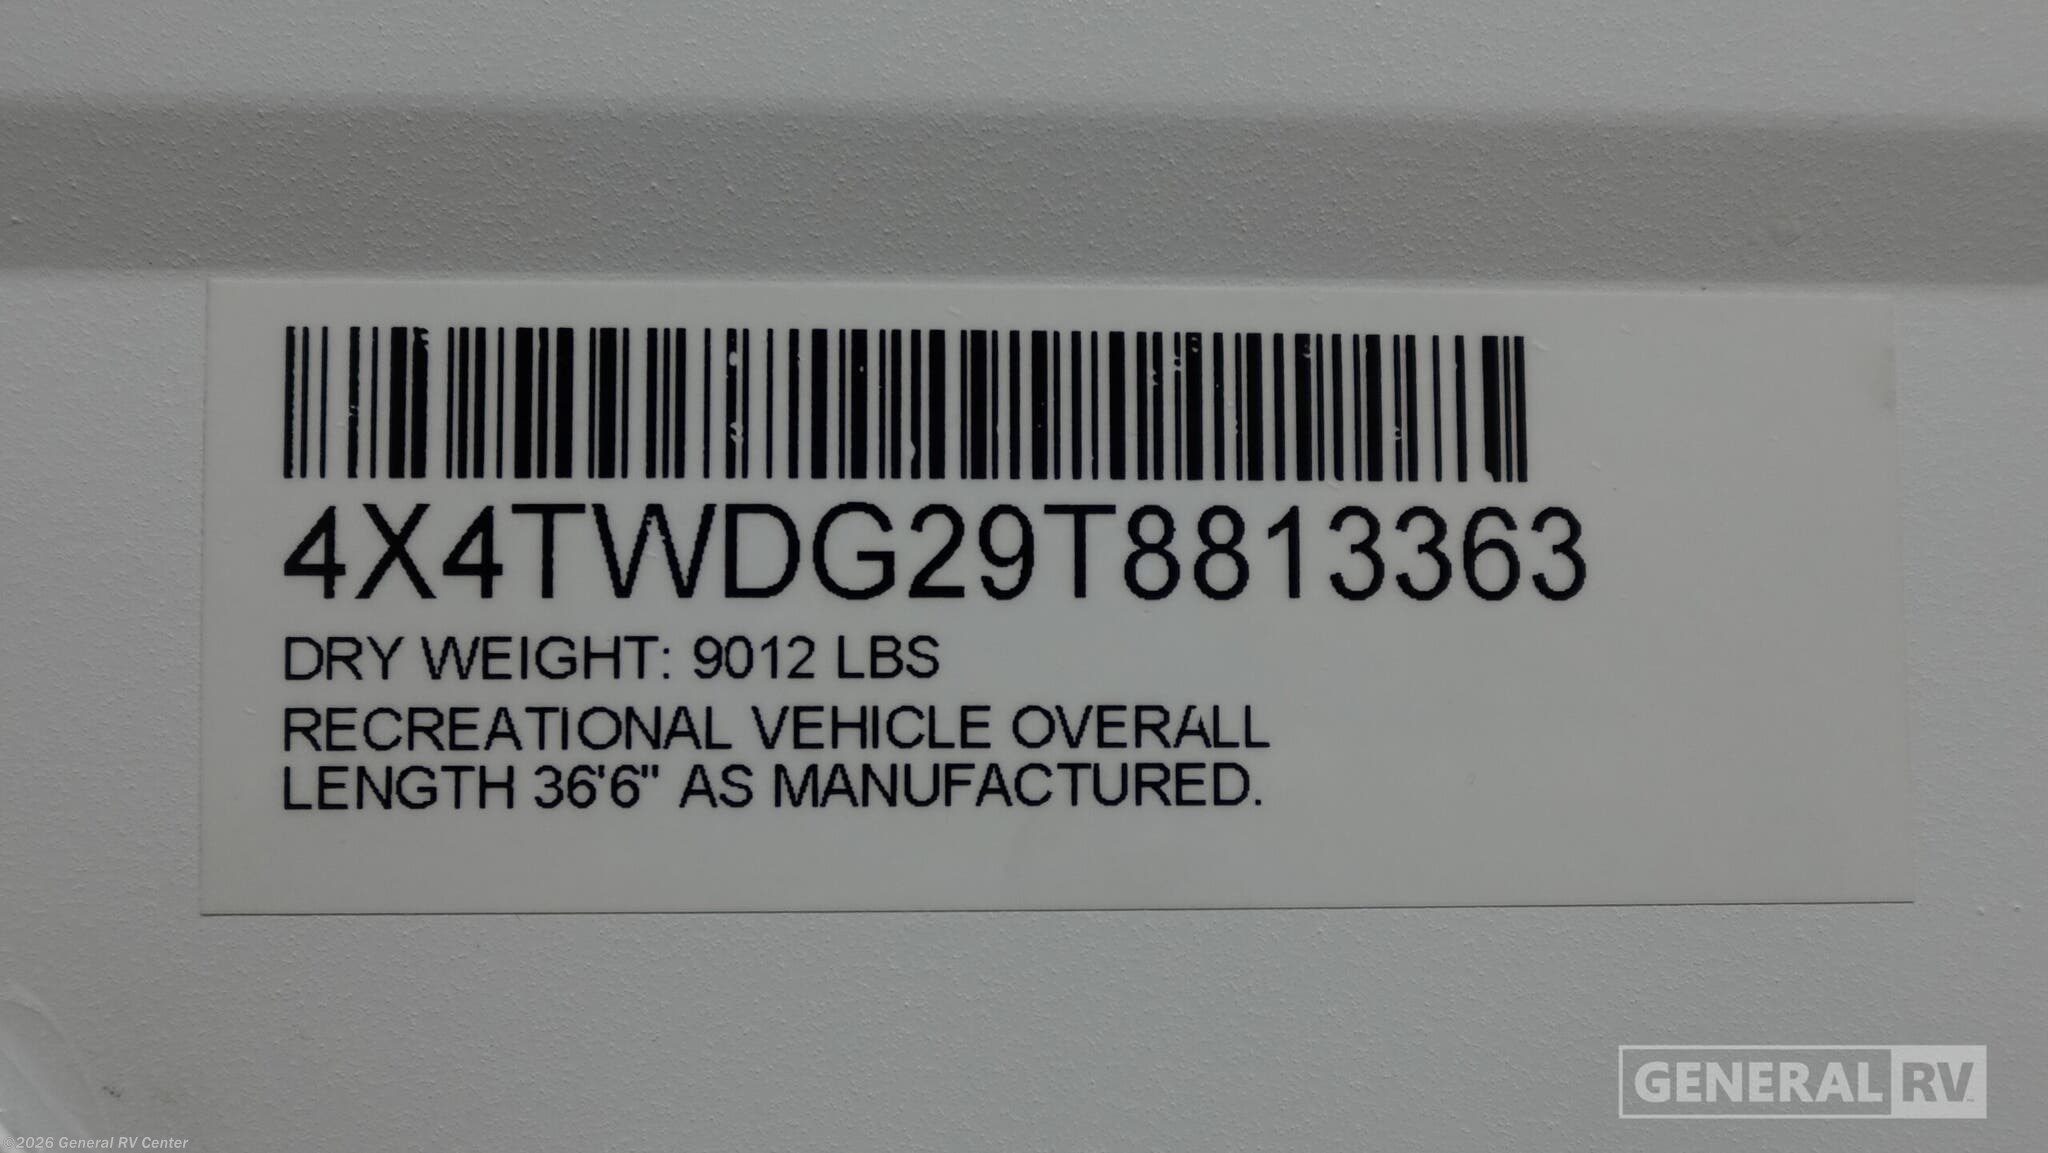 4X4TWDG29T8813363
DRY WEIGHT: 9012 LBS
RECREATIONAL VEHICLE OVERALL
LENGTH 36'6" AS MANUFACTURED.
GENERAL RV
©2026 General RV Center